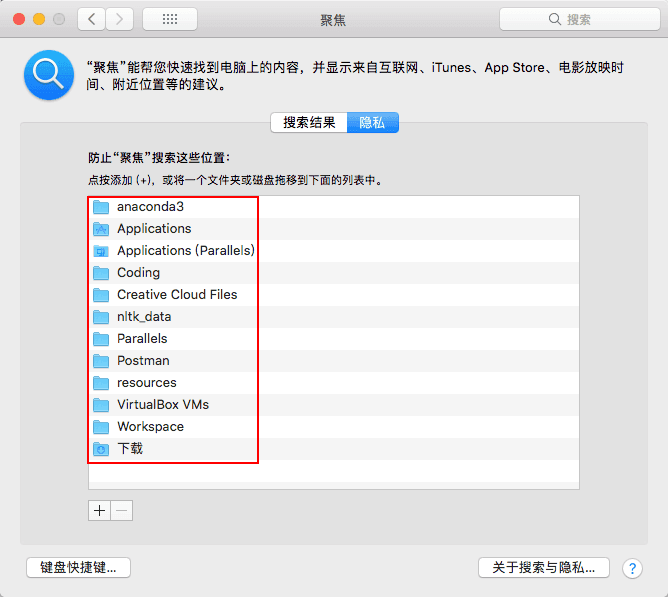 聚焦
搜索
“聚焦”能帮您快速找到电脑上的内容，并显示来自互联网、iTunes、App Store、电影放映时
间、附近位置等的建议。
搜索结果
隐私
防止“聚焦”搜索这些位置：
点按添加 (+)，或将一个文件夹或磁盘拖移到下面的列表中。
anaconda3
Applications
Applications (Parallels)
Coding
Creative Cloud Files
nltk_data
Parallels
Postman
resources
VirtualBox VMs
Workspace
下载
键盘快捷键...
关于搜索与隐私...
?